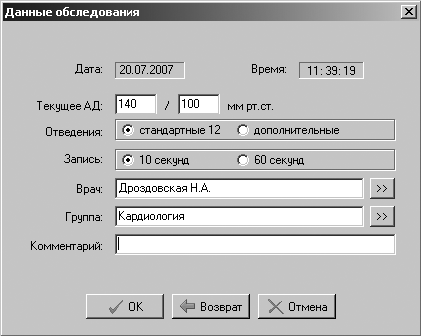 Данные обследования
Дата: 20.07.2007 Время: 11:39:19
Текущее АД: 140 / 100 мм рт.ст.
Отведения: стандартные 12 дополнительные
Запись: 10 секунд 60 секунд
Врач: Дроздовская Н.А. >>
Группа: Кардиология >>
Комментарий:
OK Возврат Отмена